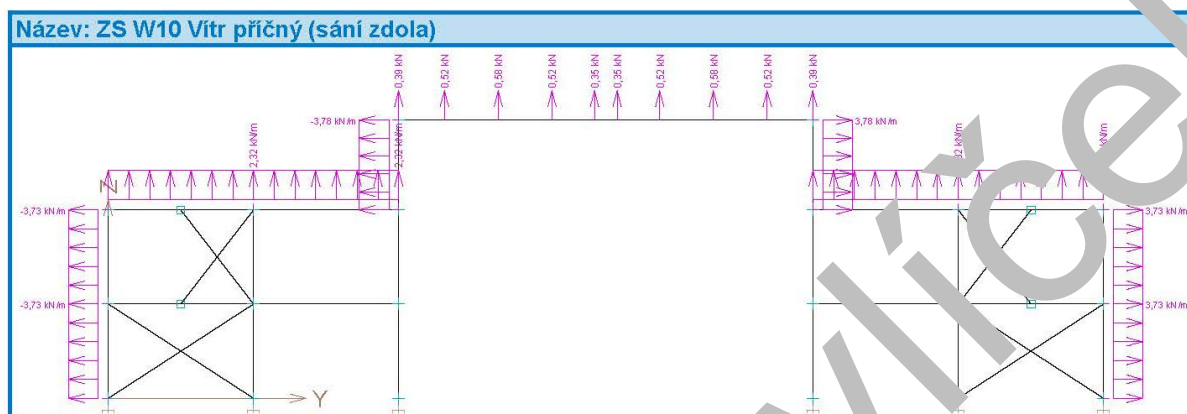 Název: ZS W10 Vítr příčný (sání zdola)
0,39 kN
0,52 kN
0,58 kN
0,52 kN
0,35 kN
0,35 kN
0,52 kN
0,58 kN
0,52 kN
0,39 kN
-3,78 kN/m
3,78 kN/m
2,32 kN/m
2,32 kN/m
32 kN/m
kN/m
Z
-3,73 kN/m
3,73 kN/m
-3,73 kN/m
3,73 kN/m
Y